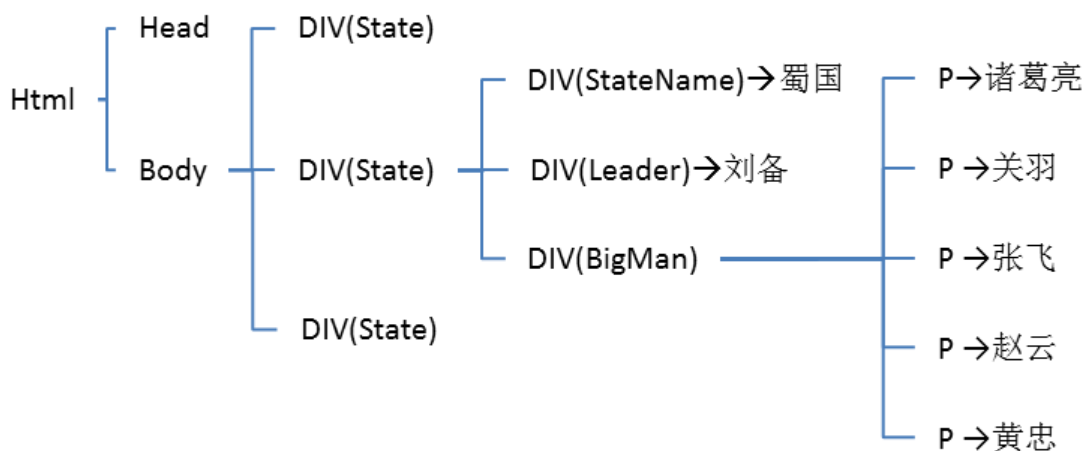 Html
Head
Body
DIV(State)
DIV(State)
DIV(State)
DIV(StateName)→蜀国
DIV(Leader)→刘备
DIV(BigMan)
P→诸葛亮
P →关羽
P →张飞
P →赵云
P →黄忠